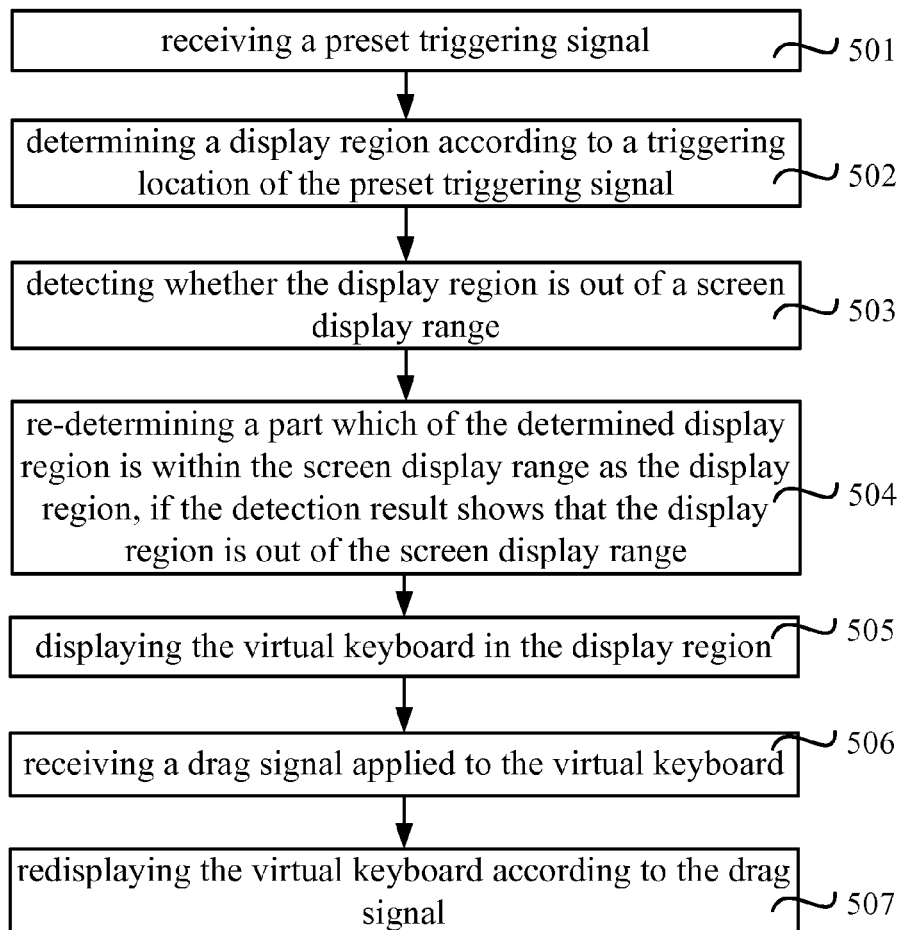 receiving a preset triggering signal
501
determining a display region according to a triggering
location of the preset triggering signal
502
detecting whether the display region is out of a screen
display range
503
re-determining a part which of the determined display
region is within the screen display range as the display
region, if the detection result shows that the display
region is out of the screen display range
504
displaying the virtual keyboard in the display region
505
receiving a drag signal applied to the virtual keyboard
506
redisplaying the virtual keyboard according to the drag
signal
507